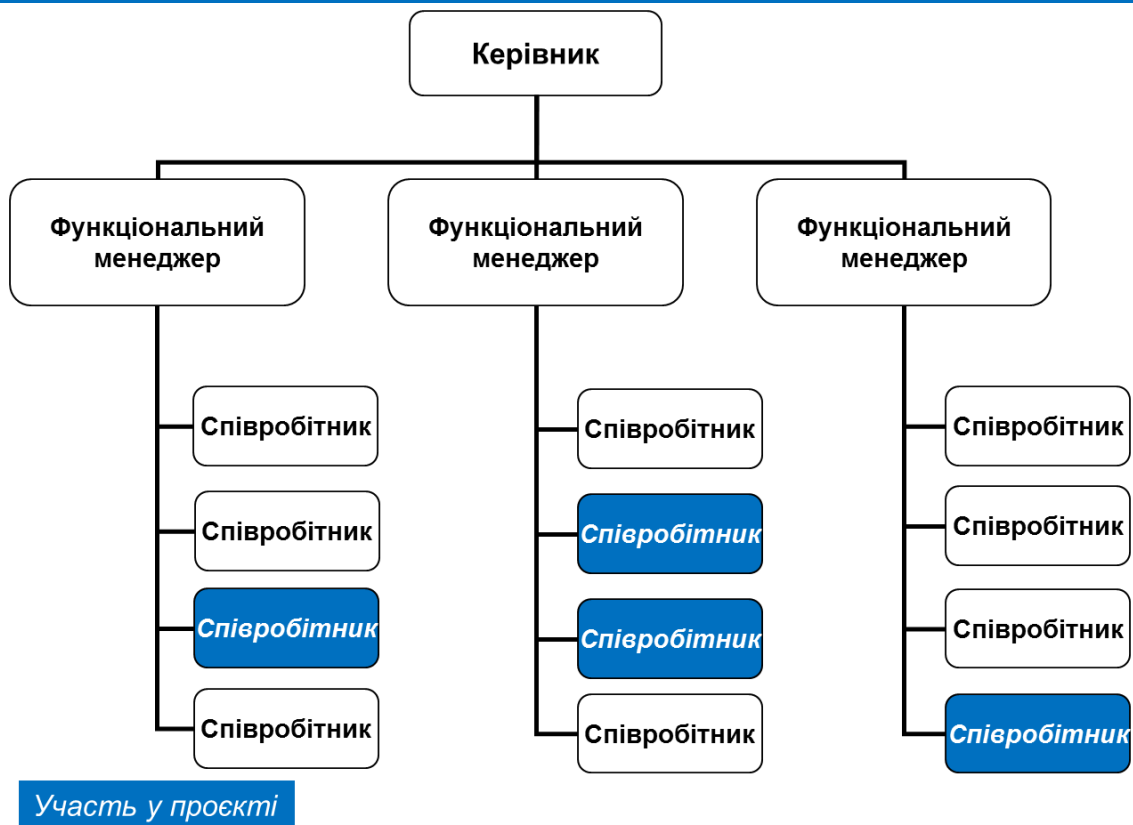 Керівник
Функціональний
менеджер
Функціональний
менеджер
Функціональний
менеджер
Співробітник
Співробітник
Співробітник
Співробітник
Співробітник
Співробітник
Співробітник
Співробітник
Співробітник
Співробітник
Співробітник
Співробітник
Участь у проєкті